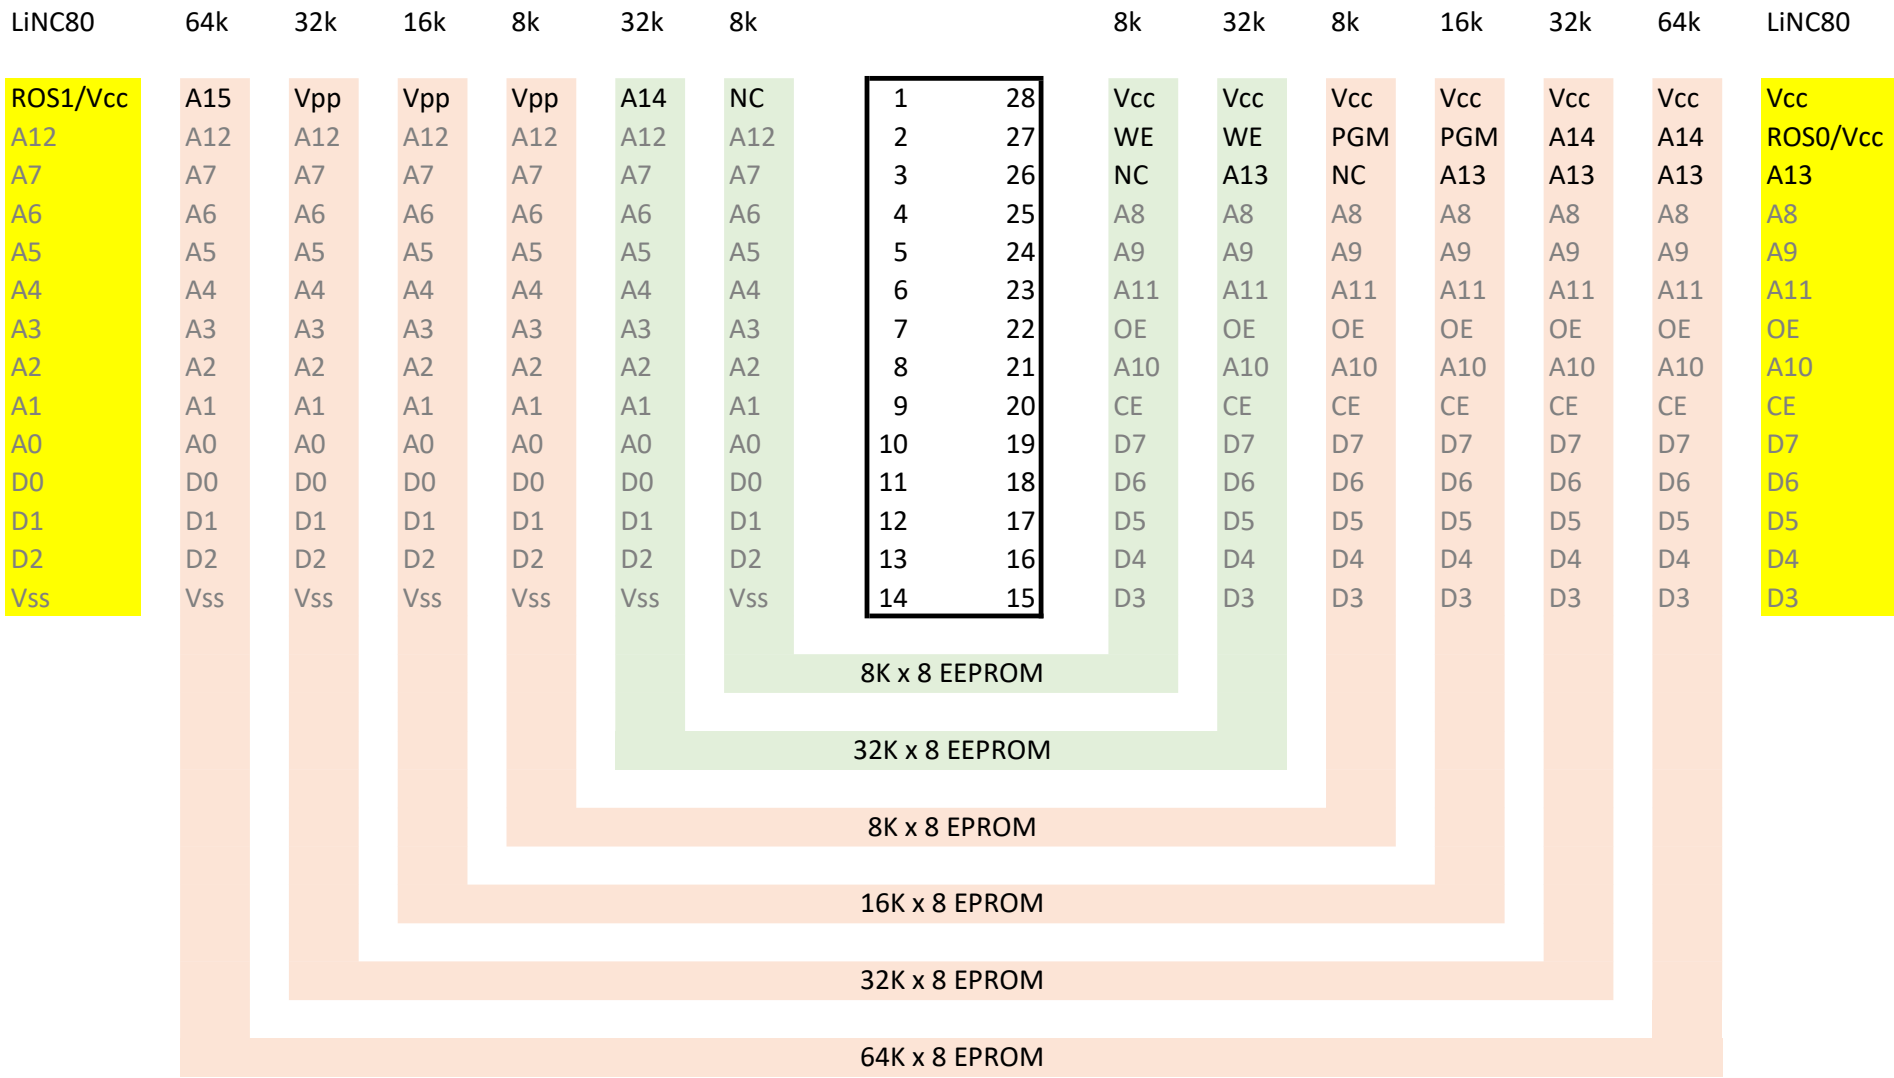 LiNC80 64k 32k 16k 8k 32k 8k 8k 32k 8k 16k 32k 64k LiNC80
ROS1/Vcc A15 Vpp Vpp Vpp A14 NC 1 28 Vcc Vcc Vcc Vcc Vcc Vcc Vcc
A12 A12 A12 A12 A12 A12 A12 2 27 WE WE PGM PGM A14 A14 ROS0/Vcc
A7 A7 A7 A7 A7 A7 A7 3 26 NC A13 NC A13 A13 A13 A13
A6 A6 A6 A6 A6 A6 A6 4 25 A8 A8 A8 A8 A8 A8 A8
A5 A5 A5 A5 A5 A5 A5 5 24 A9 A9 A9 A9 A9 A9 A9
A4 A4 A4 A4 A4 A4 A4 6 23 A11 A11 A11 A11 A11 A11 A11
A3 A3 A3 A3 A3 A3 A3 7 22 OE OE OE OE OE OE OE
A2 A2 A2 A2 A2 A2 A2 8 21 A10 A10 A10 A10 A10 A10 A10
A1 A1 A1 A1 A1 A1 A1 9 20 CE CE CE CE CE CE CE
A0 A0 A0 A0 A0 A0 A0 10 19 D7 D7 D7 D7 D7 D7 D7
D0 D0 D0 D0 D0 D0 D0 11 18 D6 D6 D6 D6 D6 D6 D6
D1 D1 D1 D1 D1 D1 D1 12 17 D5 D5 D5 D5 D5 D5 D5
D2 D2 D2 D2 D2 D2 D2 13 16 D4 D4 D4 D4 D4 D4 D4
Vss Vss Vss Vss Vss Vss Vss 14 15 D3 D3 D3 D3 D3 D3 D3
8K x 8 EEPROM
32K x 8 EEPROM
8K x 8 EPROM
16K x 8 EPROM
32K x 8 EPROM
64K x 8 EPROM